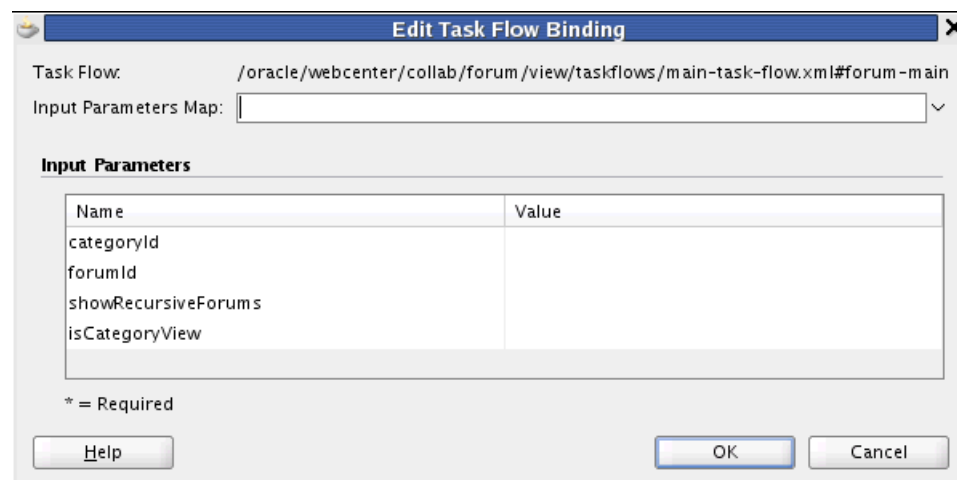 Edit Task Flow Binding
Task Flow: /oracle/webcenter/collab/forum/view/taskflows/main-task-flow.xml#forum-main
Input Parameters Map:
Input Parameters
Name Value
categoryId
forumId
showRecursiveForums
isCategoryView
* = Required
Help OK Cancel